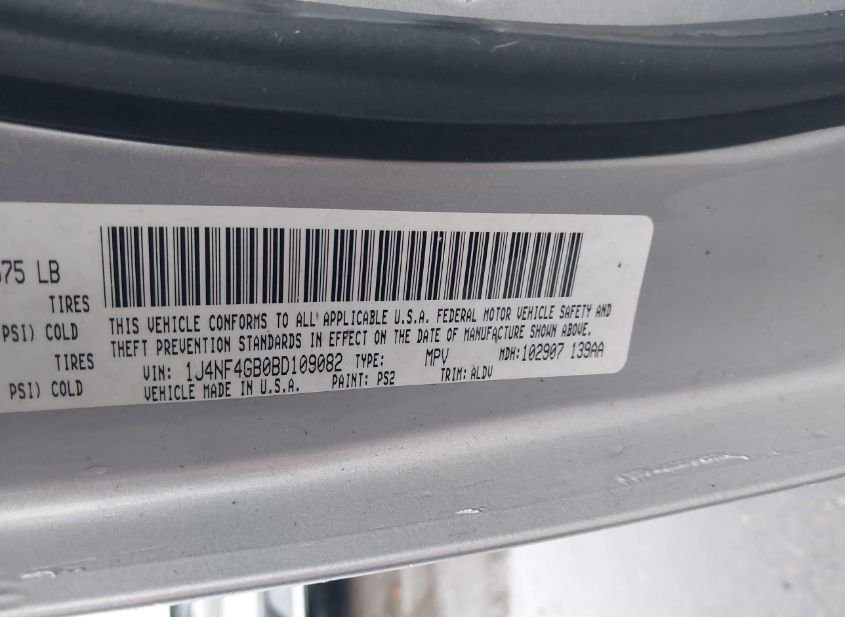 575 LB
TIRES
PSI) COLD
TIRES
PSI) COLD
THIS VEHICLE CONFORMS TO ALL APPLICABLE U.S.A. FEDERAL MOTOR VEHICLE SAFETY AND
THEFT PREVENTION STANDARDS IN EFFECT ON THE DATE OF MANUFACTURE SHOWN ABOVE.
VIN: 1J4NF4GB0BD109082 TYPE: MPV MDH:102907 139AA
VEHICLE MADE IN U.S.A. PAINT: PS2 TRIM:ALDV